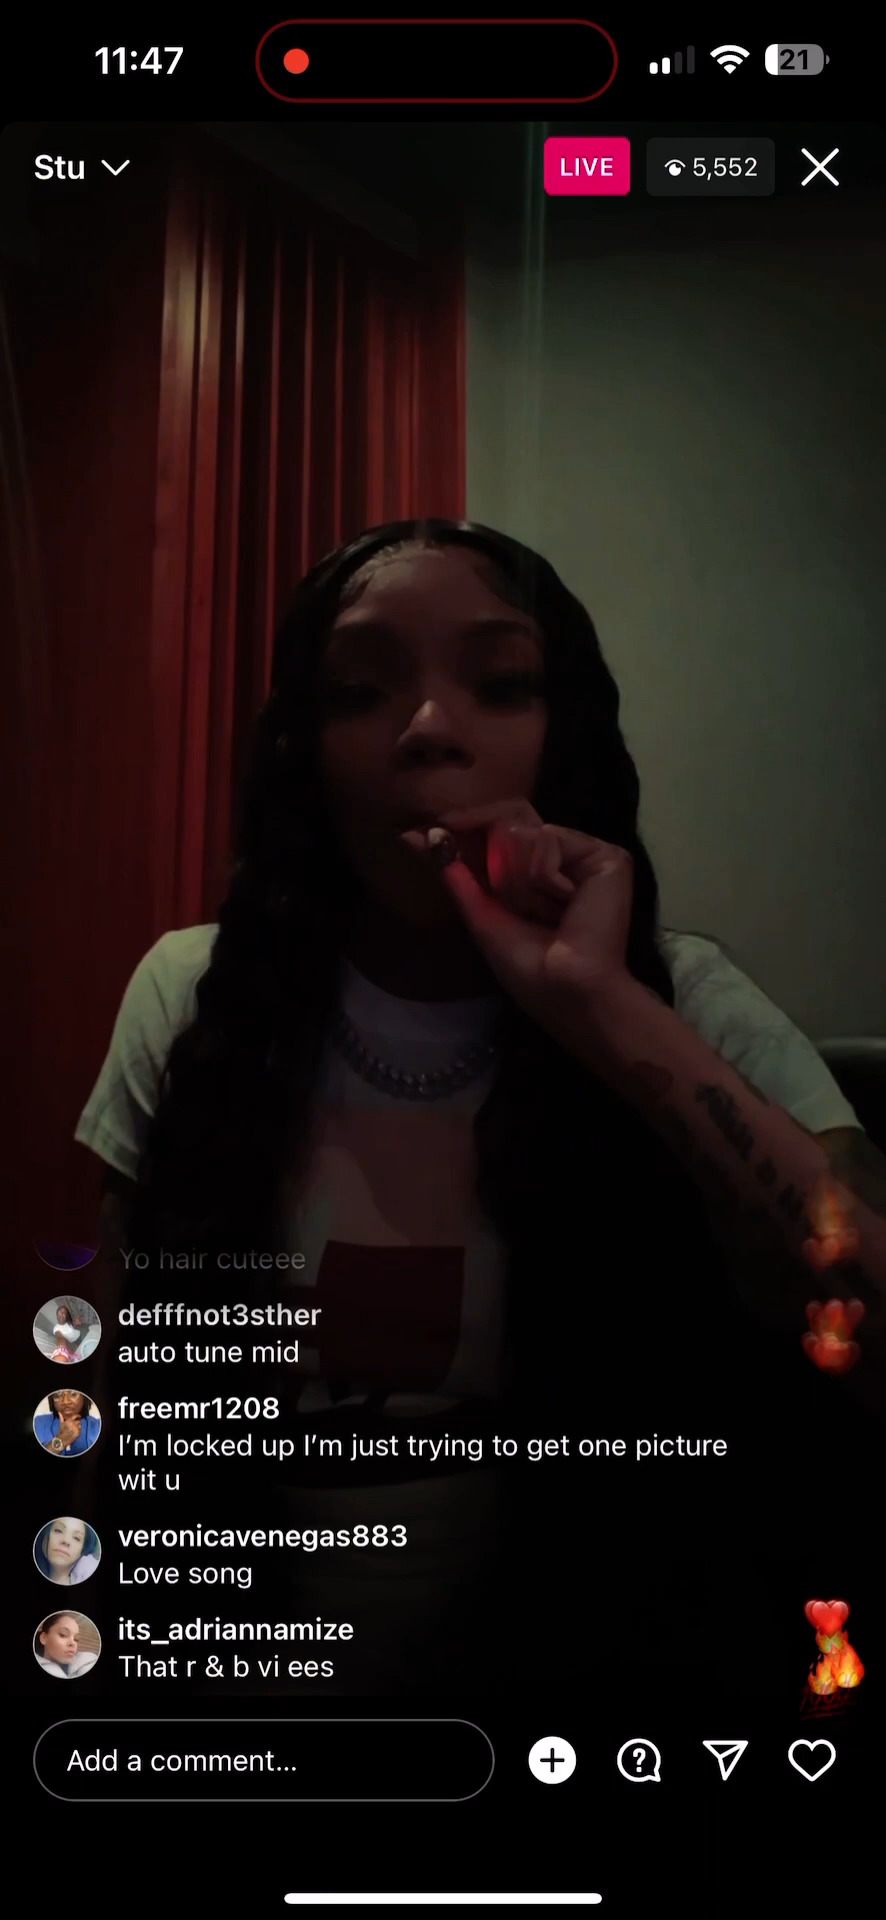 11:47
21
Stu
LIVE
5,552
Yo hair cuteee
defffnot3sther
auto tune mid
freemr1208
I’m locked up I’m just trying to get one picture
wit u
veronicavenegas883
Love song
its_adriannamize
That r & b vi ees
Add a comment...